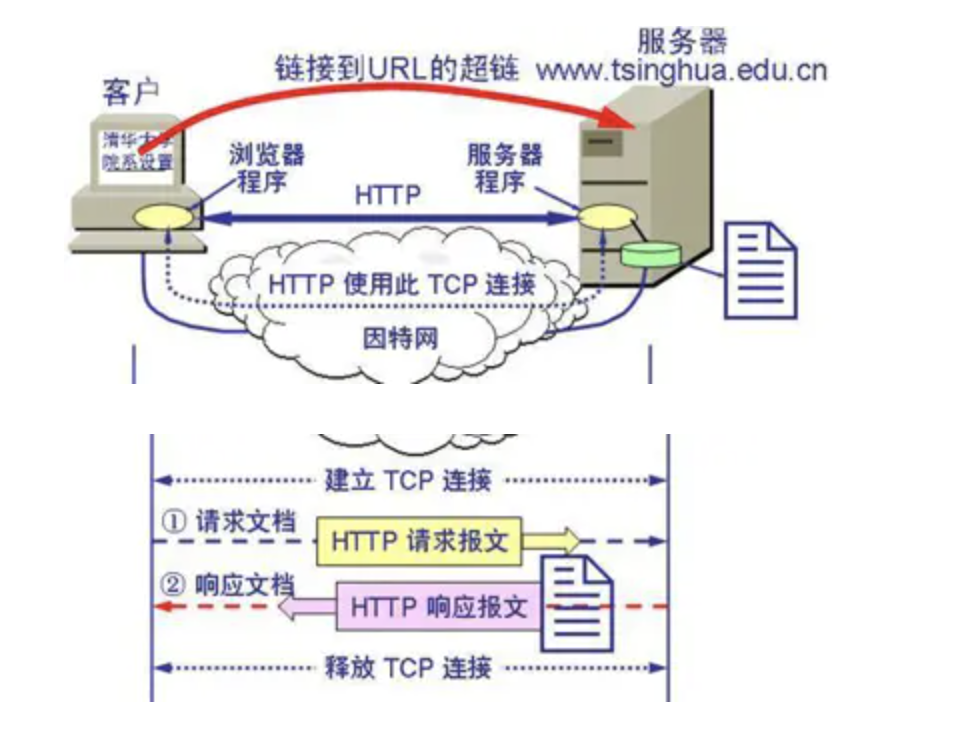 服务器
链接到URL的超链 www.tsinghua.edu.cn
客户
清华大学
院系设置
浏览器
程序
服务器
程序
HTTP
HTTP 使用此 TCP 连接
因特网
建立 TCP 连接
① 请求文档
HTTP 请求报文
② 响应文档
HTTP 响应报文
释放 TCP 连接